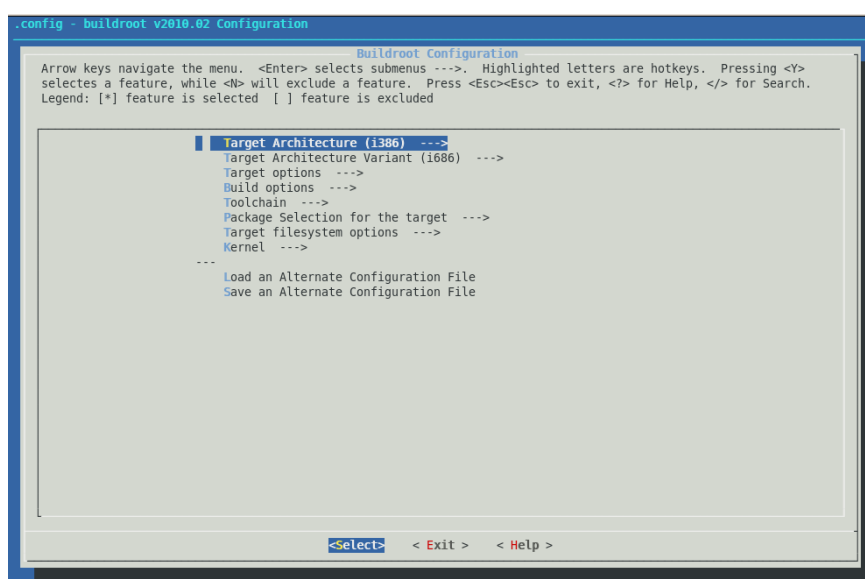 .config - buildroot v2010.02 Configuration
Buildroot Configuration
Arrow keys navigate the menu.  <Enter> selects submenus --->.  Highlighted letters are hotkeys.  Pressing <Y>
selectes a feature, while <N> will exclude a feature.  Press <Esc><Esc> to exit, <?> for Help, </> for Search.
Legend: [*] feature is selected  [ ] feature is excluded
Target Architecture (i386)  --->
Target Architecture Variant (i686)  --->
Target options  --->
Build options  --->
Toolchain  --->
Package Selection for the target  --->
Target filesystem options  --->
Kernel  --->
---
Load an Alternate Configuration File
Save an Alternate Configuration File
<Select>    < Exit >    < Help >